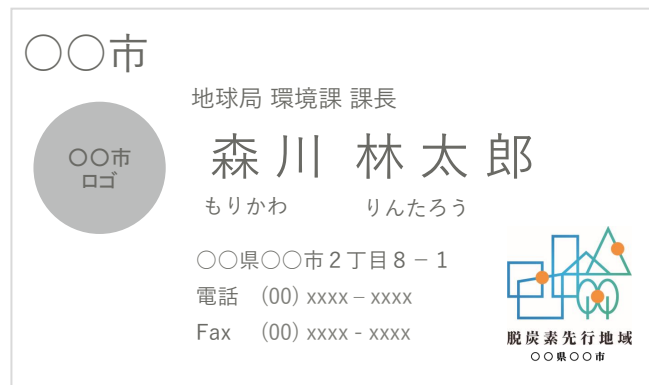 〇〇市
〇〇市
ロゴ
地球局 環境課 課長
森川 林太郎
もりかわ りんたろう
〇〇県〇〇市２丁目８－１
電話 (00) xxxx – xxxx
Fax (00) xxxx - xxxx
脱炭素先行地域
〇〇県〇〇市